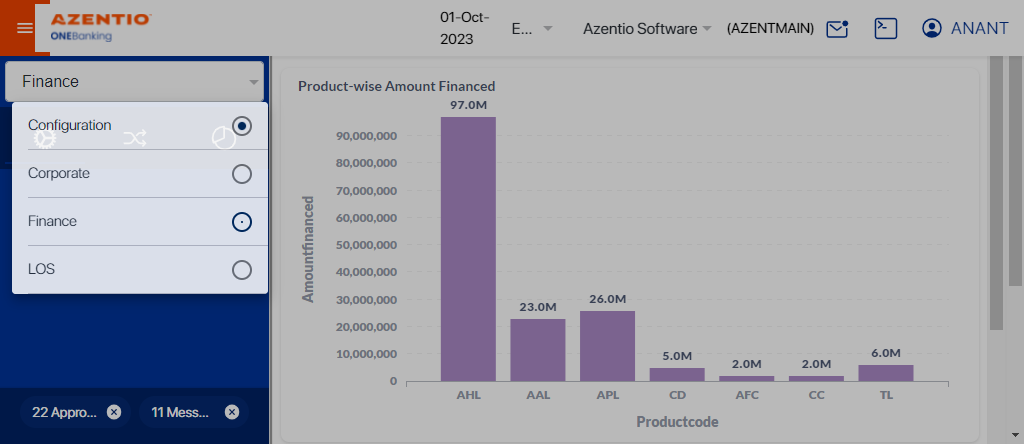 AZENTIO
ONEBanking
01-Oct-
2023
E...
Azentio Software
(AZENTMAIN)
ANANT
Finance
Configuration
Corporate
Finance
LOS
22 Appro...
11 Mess...
Product-wise Amount Financed
97.0M
90,000,000
80,000,000
70,000,000
60,000,000
50,000,000
40,000,000
30,000,000
20,000,000
10,000,000
0
Amountfinanced
23.0M
26.0M
5.0M
2.0M
2.0M
6.0M
AHL AAL APL CD AFC CC TL
Productcode